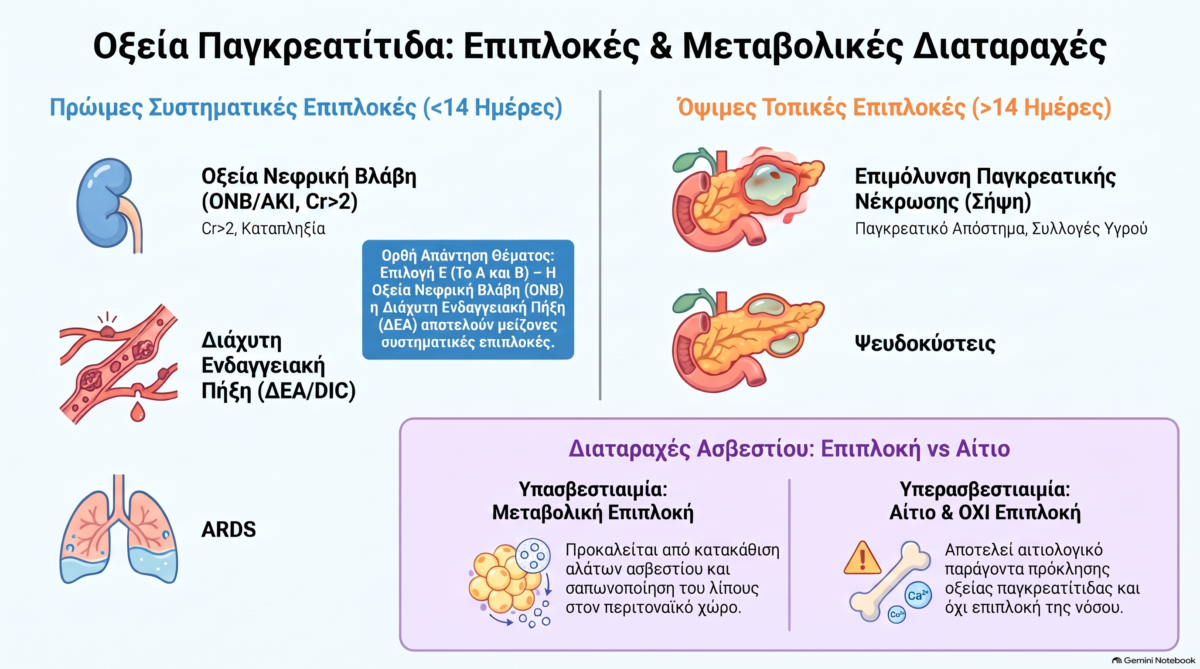 Οξεία Παγκρεατίτιδα: Επιπλοκές & Μεταβολικές Διαταραχές
Πρώιμες Συστηματικές Επιπλοκές (<14 Ημέρες)
Οξεία Νεφρική Βλάβη
(ΟΝΒ/AKI, Cr>2)
Cr>2, Καταπληξία
Ορθή Απάντηση Θέματος:
Επιλογή Ε (Το Α και Β) – Η
Οξεία Νεφρική Βλάβη (ΟΝΒ)
η Διάχυτη Ενδαγγειακή Πήξη
(ΔΕΑ) αποτελούν μείζονες
συστηματικές επιπλοκές.
Διάχυτη
Ενδαγγειακή
Πήξη (ΔΕΑ/DIC)
ARDS
Όψιμες Τοπικές Επιπλοκές (>14 Ημέρες)
Επιμόλυνση Παγκρεατικής
Νέκρωσης (Σήψη)
Παγκρεατικό Απόστημα, Συλλογές Υγρού
Ψευδοκύστεις
Διαταραχές Ασβεστίου: Επιπλοκή vs Αίτιο
Υπασβεστιαιμία:
Μεταβολική Επιπλοκή
Προκαλείται από κατακάθιση
αλάτων ασβεστίου και
σαπωνοποίηση του λίπους
στον περιτοναϊκό χώρο.
Υπερασβεστιαιμία:
Αίτιο & ΟΧΙ Επιπλοκή
Αποτελεί αιτιολογικό
παράγοντα πρόκλησης
οξείας παγκρεατίτιδας και
όχι επιπλοκή της νόσου.
Ca²⁺
Gemini Notebook